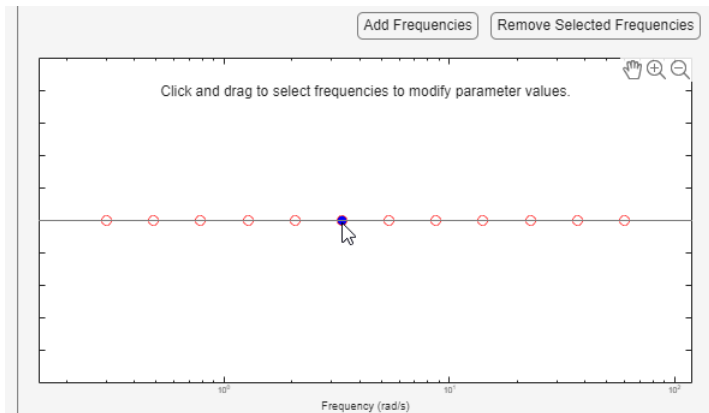 Add Frequencies Remove Selected Frequencies
Click and drag to select frequencies to modify parameter values.
10⁰ 10¹ 10²
Frequency (rad/s)